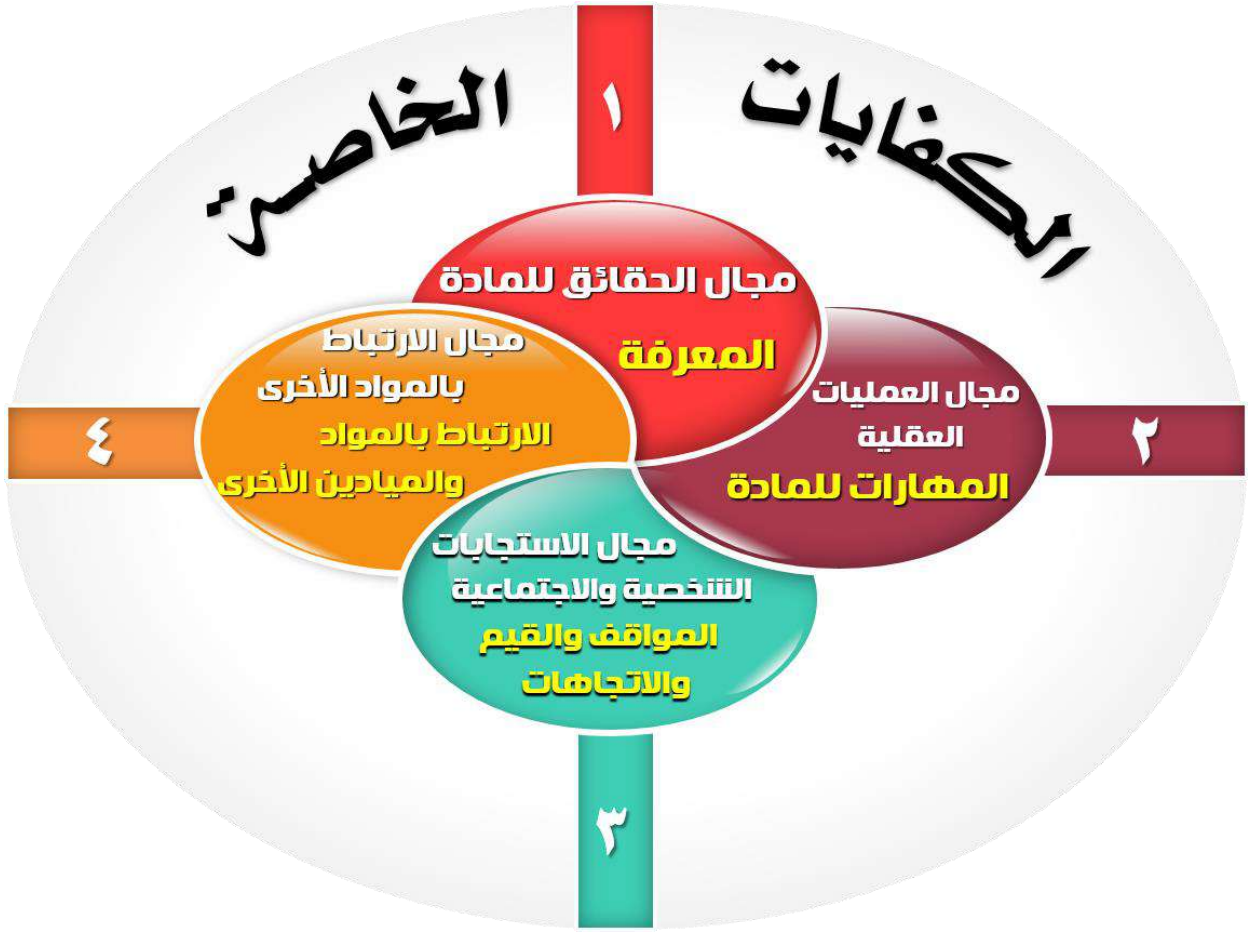 الكفايات الخاصة
١
مجال الحقائق للمادة
المعرفة
٢
مجال العمليات
العقلية
المهارات للمادة
٣
مجال الاستجابات
الشخصية والاجتماعية
المواقف والقيم
والاتجاهات
٤
مجال الارتباط
بالمواد الأخرى
الارتباط بالمواد
والميادين الأخرى